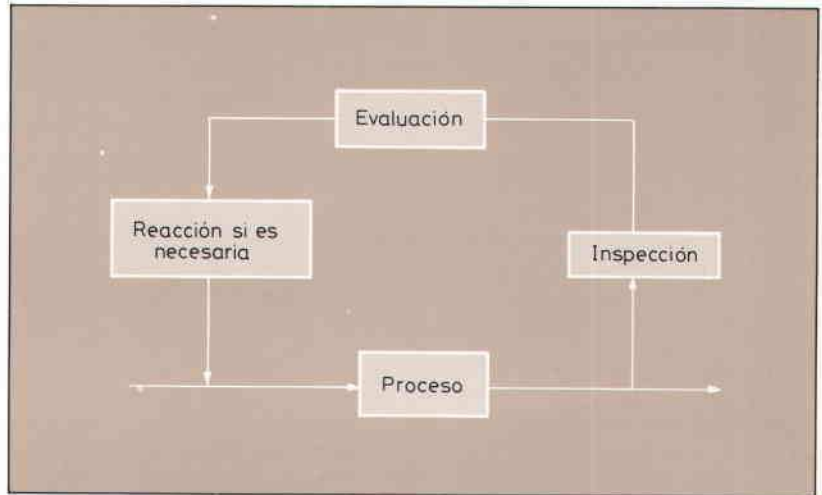 Evaluación
Reacción si es
necesaria
Inspección
Proceso